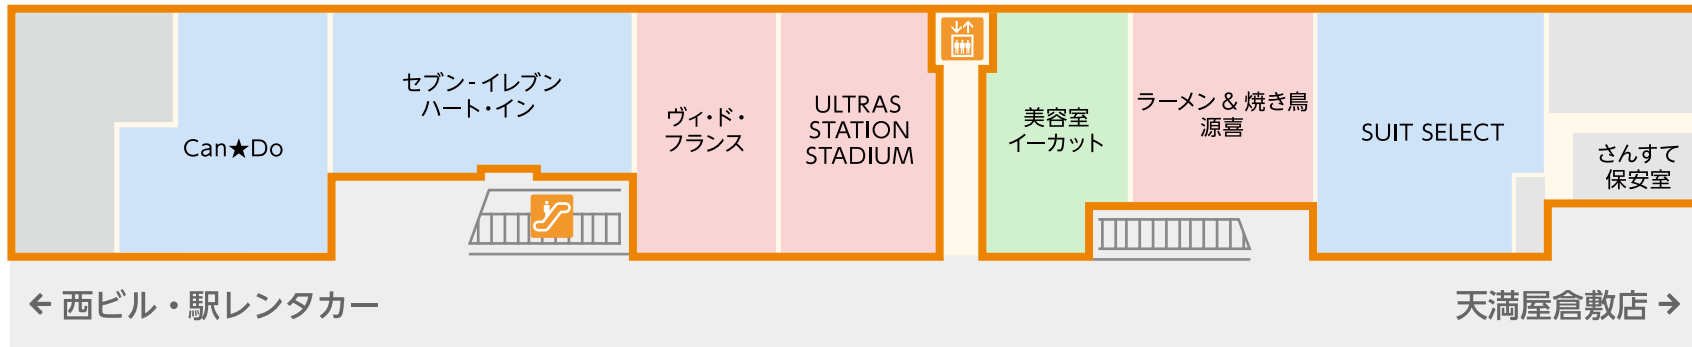 Can★Do
セブン-イレブン
ハート・イン
ヴィ・ド・
フランス
ULTRAS
STATION
STADIUM
美容室
イーカット
ラーメン & 焼き鳥
源喜
SUIT SELECT
さんすて
保安室
← 西ビル・駅レンタカー
天満屋倉敷店 →